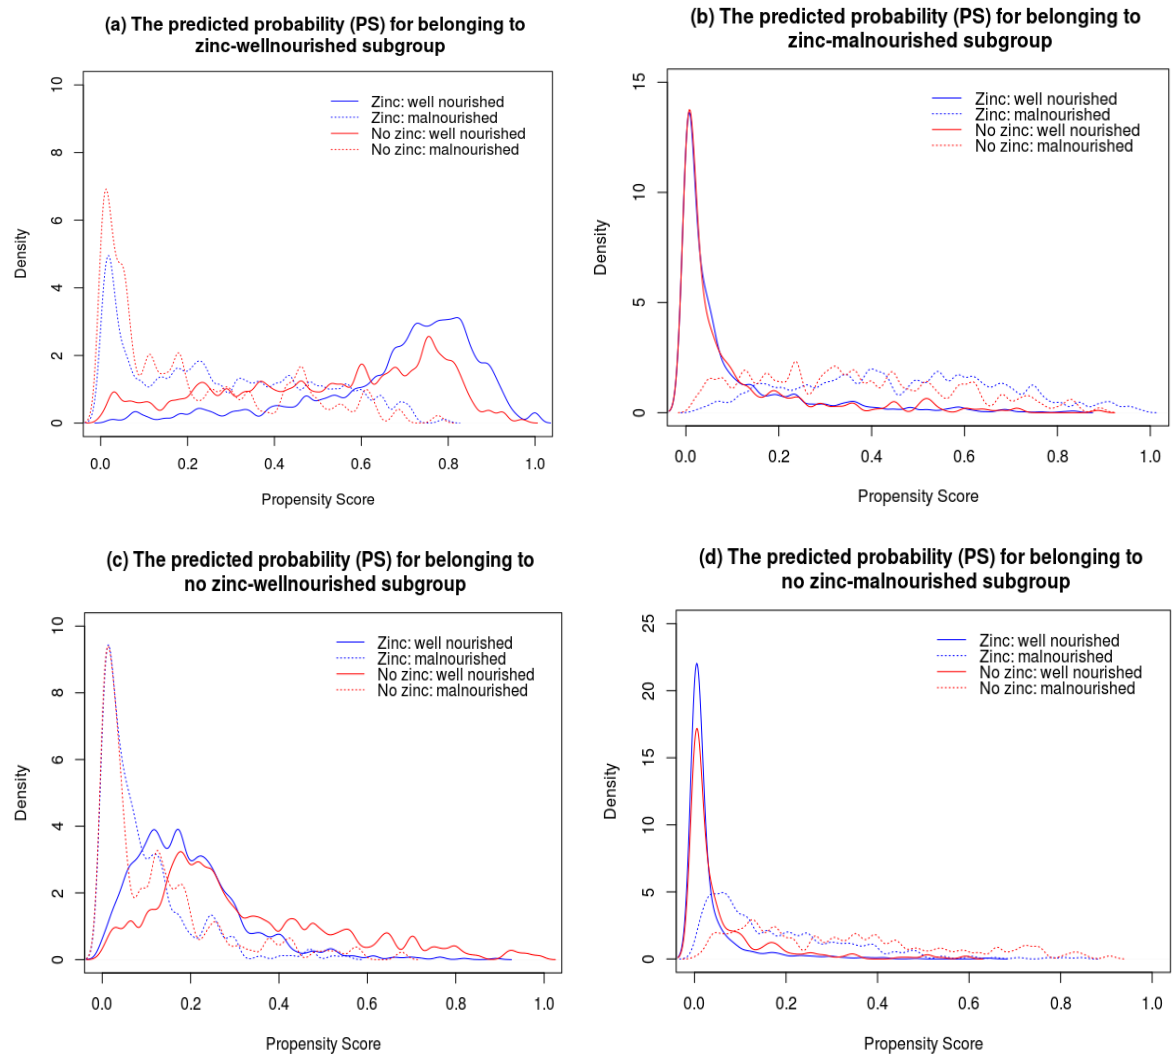 (a) The predicted probability (PS) for belonging to
zinc-wellnourished subgroup
10
8
6
4
2
0
Density
Zinc: well nourished
Zinc: malnourished
No zinc: well nourished
No zinc: malnourished
0.0 0.2 0.4 0.6 0.8 1.0
Propensity Score
(b) The predicted probability (PS) for belonging to
zinc-malnourished subgroup
15
10
5
0
Density
Zinc: well nourished
Zinc: malnourished
No zinc: well nourished
No zinc: malnourished
0.0 0.2 0.4 0.6 0.8 1.0
Propensity Score
(c) The predicted probability (PS) for belonging to
no zinc-wellnourished subgroup
10
8
6
4
2
0
Density
Zinc: well nourished
Zinc: malnourished
No zinc: well nourished
No zinc: malnourished
0.0 0.2 0.4 0.6 0.8 1.0
Propensity Score
(d) The predicted probability (PS) for belonging to
no zinc-malnourished subgroup
25
20
15
10
5
0
Density
Zinc: well nourished
Zinc: malnourished
No zinc: well nourished
No zinc: malnourished
0.0 0.2 0.4 0.6 0.8 1.0
Propensity Score